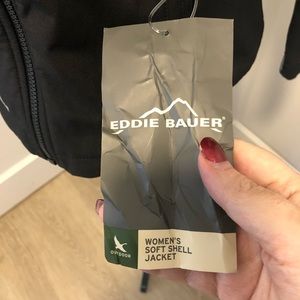 EDDIE BAUER®
OUTDOOR
WOMEN'S
SOFT SHELL
JACKET